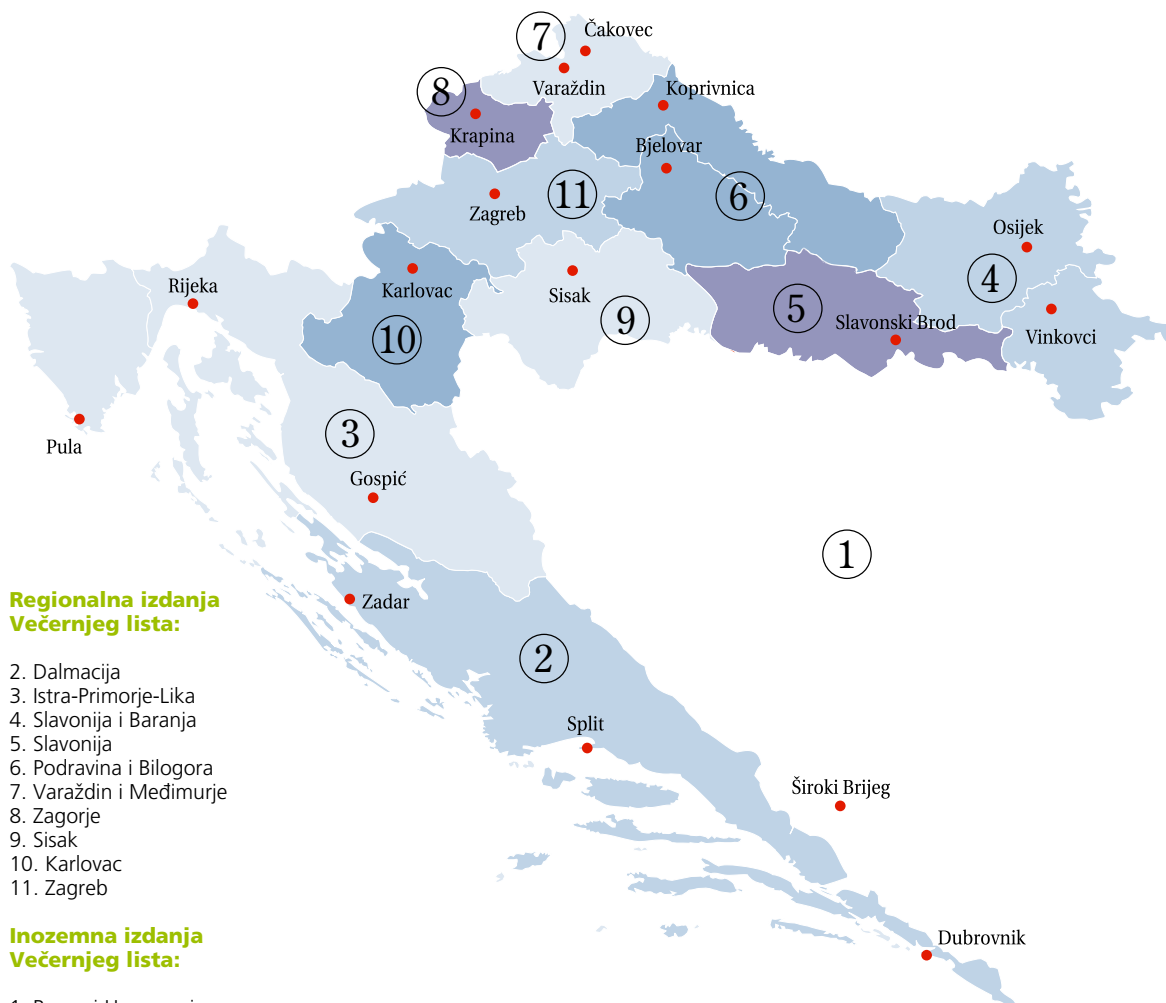 7
Čakovec
8
Varaždin
Koprivnica
Krapina
Bjelovar
11
6
Zagreb
Osijek
Rijeka
Karlovac
Sisak
4
5
9
Slavonski Brod
10
Vinkovci
Pula
3
Gospić
1
Zadar
2
Split
Široki Brijeg
Dubrovnik
Regionalna izdanja
Večernjeg lista:
2. Dalmacija
3. Istra-Primorje-Lika
4. Slavonija i Baranja
5. Slavonija
6. Podravina i Bilogora
7. Varaždin i Međimurje
8. Zagorje
9. Sisak
10. Karlovac
11. Zagreb
Inozemna izdanja
Večernjeg lista: